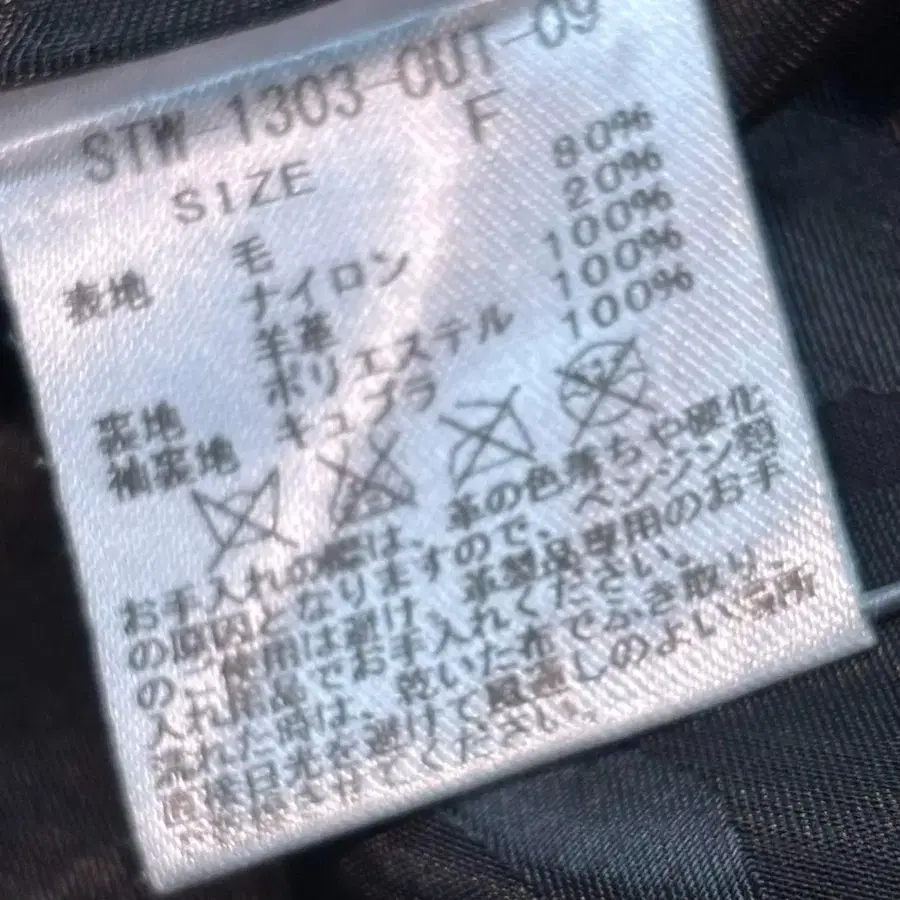 STW-1303-OUT-09
SIZE F
表地 毛 80%
ナイロン 20%
羊革 100%
裏地 ポリエステル 100%
袖裏地 キュプラ 100%
お手入れの際は、革の色落ちや硬化
の原因となりますので、ベンジン類
の使用は避け、革製品専用のお手
入れ用品でお手入れください。
濡れた時は、乾いた布でふき取り、
直接日光を避けて風通しのよい場所
で乾燥させてください。